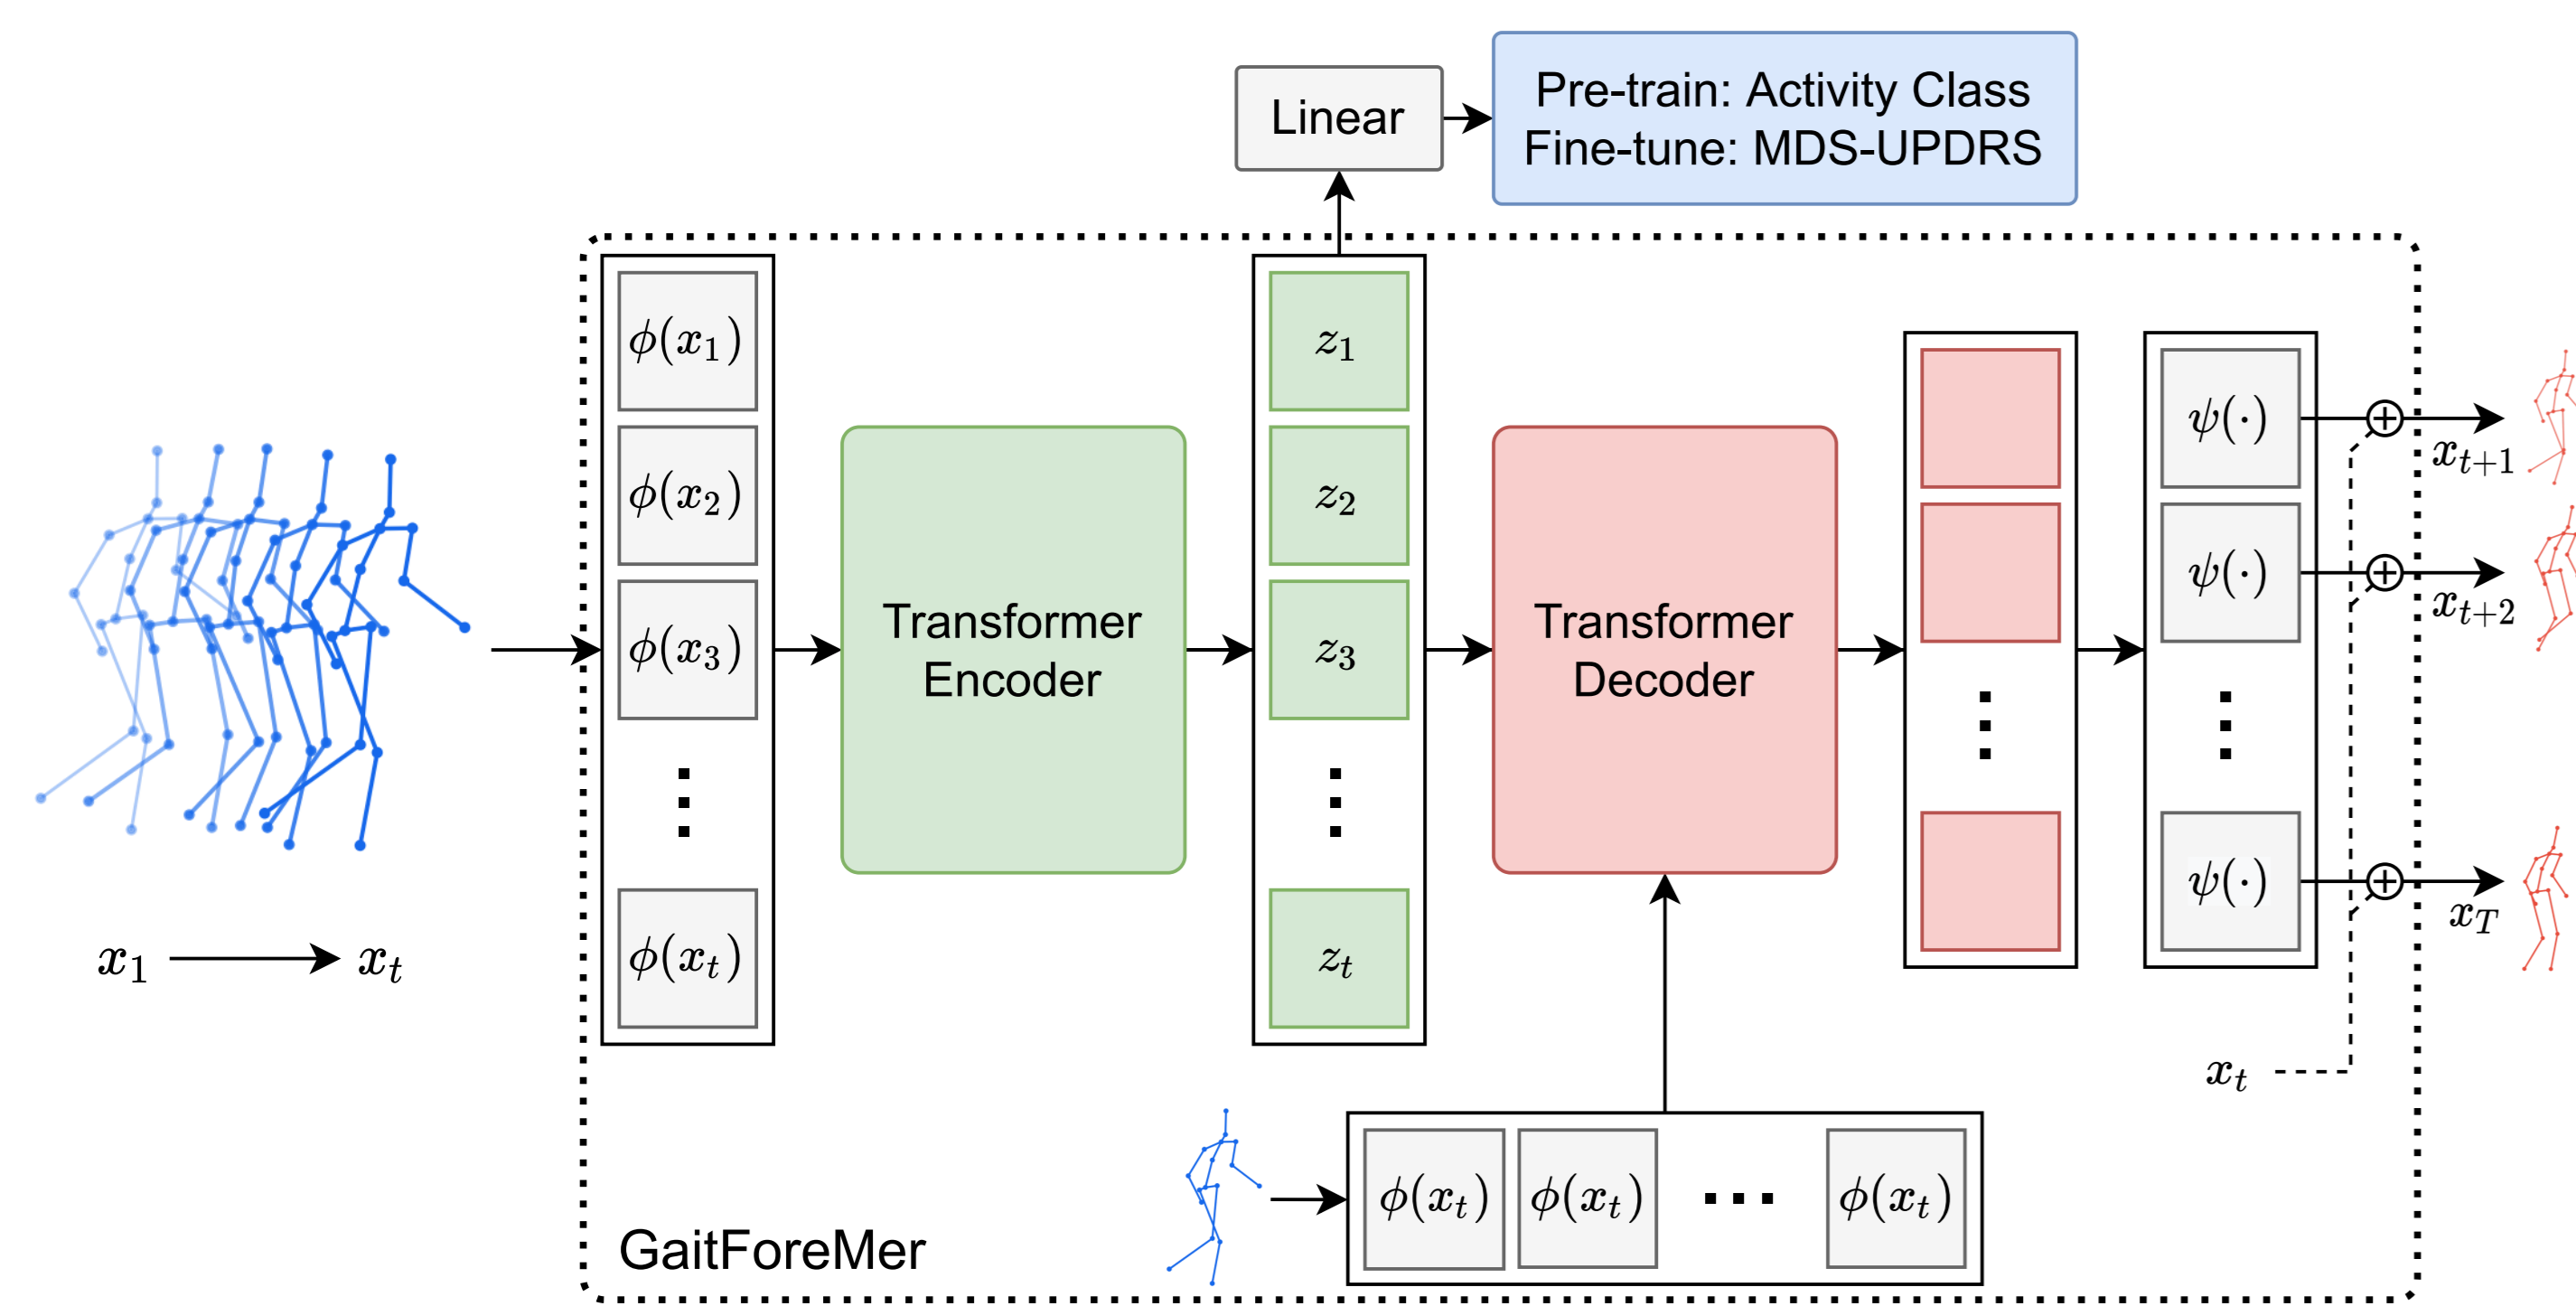 Linear
Pre-train: Activity Class
Fine-tune: MDS-UPDRS
ϕ(x₁)
ϕ(x₂)
ϕ(x₃)
⋮
ϕ(xₜ)
Transformer
Encoder
z₁
z₂
z₃
⋮
zₜ
Transformer
Decoder
⋮
ψ(·)
ψ(·)
⋮
ψ(·)
xₜ₊₁
xₜ₊₂
x_T
x₁ → xₜ
xₜ
ϕ(xₜ) ϕ(xₜ) ⋯ ϕ(xₜ)
GaitForeMer